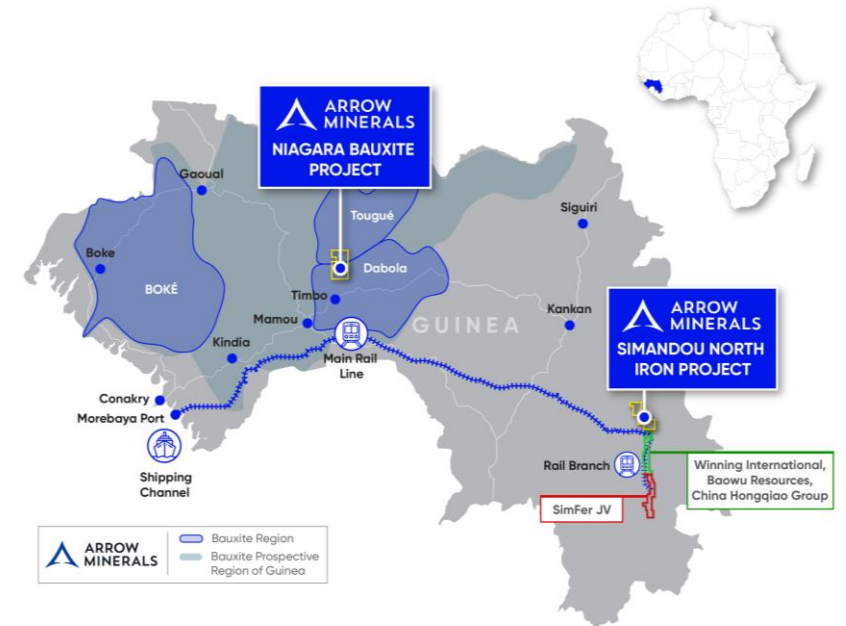 ARROW
MINERALS
NIAGARA BAUXITE
PROJECT
Gaoual
Tougué
Siguiri
Boke
BOKÉ
Dabola
Timbo
Mamou
GUINEA
Kankan
ARROW
MINERALS
SIMANDOU NORTH
IRON PROJECT
Kindia
Main Rail
Line
Conakry
Morebaya Port
Shipping
Channel
Rail Branch
Winning International,
Baowu Resources,
China Hongqiao Group
SimFer JV
ARROW
MINERALS
Bauxite Region
Bauxite Prospective
Region of Guinea